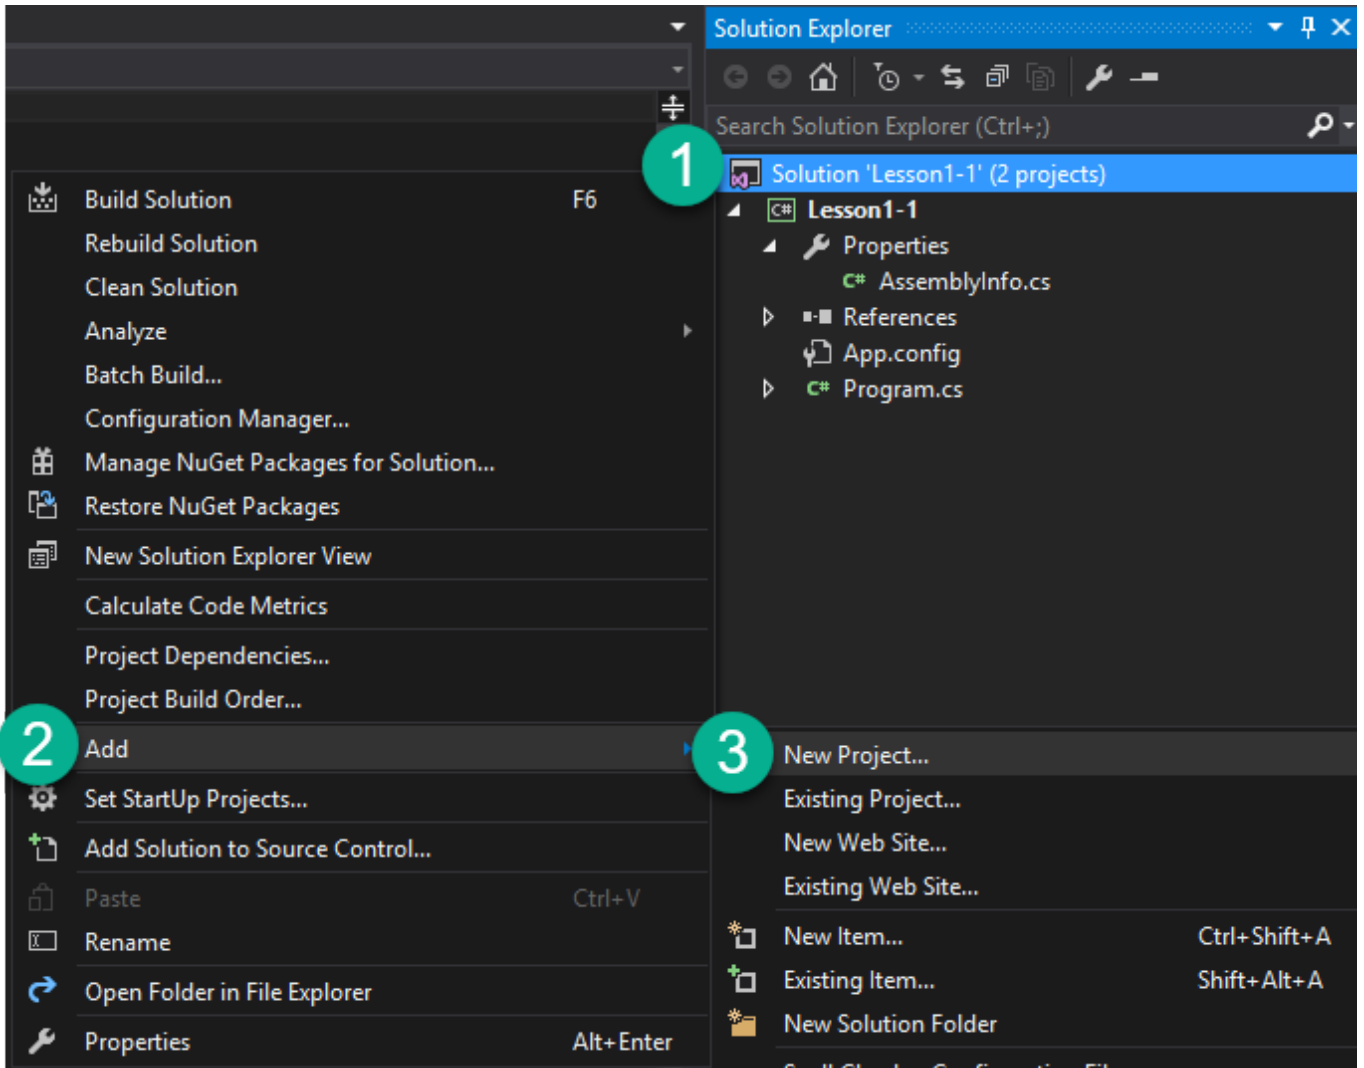 Solution Explorer
Search Solution Explorer (Ctrl+;)
1
Solution 'Lesson1-1' (2 projects)
C# Lesson1-1
Properties
C# AssemblyInfo.cs
References
App.config
C# Program.cs
Build Solution F6
Rebuild Solution
Clean Solution
Analyze
Batch Build...
Configuration Manager...
Manage NuGet Packages for Solution...
Restore NuGet Packages
New Solution Explorer View
Calculate Code Metrics
Project Dependencies...
Project Build Order...
2 Add
Set StartUp Projects...
Add Solution to Source Control...
Paste Ctrl+V
Rename
Open Folder in File Explorer
Properties Alt+Enter
3 New Project...
Existing Project...
New Web Site...
Existing Web Site...
New Item... Ctrl+Shift+A
Existing Item... Shift+Alt+A
New Solution Folder